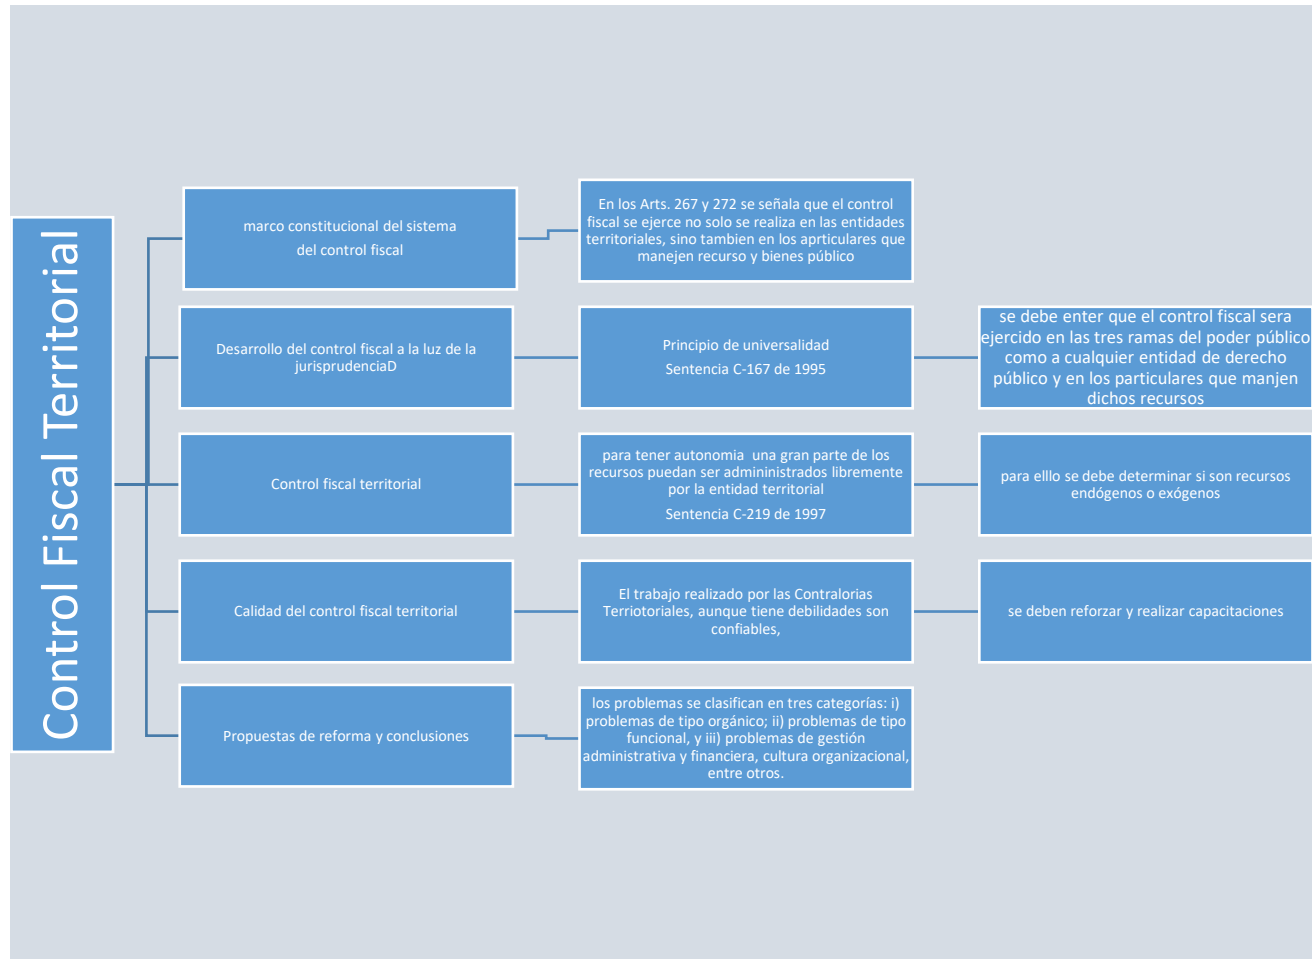 Control Fiscal Territorial
marco constitucional del sistema
del control fiscal
En los Arts. 267 y 272 se señala que el control
fiscal se ejerce no solo se realiza en las entidades
territoriales, sino tambien en los aprticulares que
manejen recurso y bienes público
Desarrollo del control fiscal a la luz de la
jurisprudenciaD
Principio de universalidad
Sentencia C-167 de 1995
se debe enter que el control fiscal sera
ejercido en las tres ramas del poder público
como a cualquier entidad de derecho
público y en los particulares que manjen
dichos recursos
Control fiscal territorial
para tener autonomia una gran parte de los
recursos puedan ser admininistrados libremente
por la entidad territorial
Sentencia C-219 de 1997
para elllo se debe determinar si son recursos
endógenos o exógenos
Calidad del control fiscal territorial
El trabajo realizado por las Contralorias
Terriotoriales, aunque tiene debilidades son
confiables,
se deben reforzar y realizar capacitaciones
Propuestas de reforma y conclusiones
los problemas se clasifican en tres categorías: i)
problemas de tipo orgánico; ii) problemas de tipo
funcional, y iii) problemas de gestión
administrativa y financiera, cultura organizacional,
entre otros.